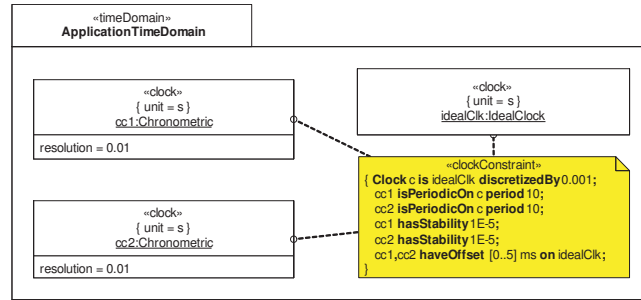 «timeDomain»
ApplicationTimeDomain
«clock»
{ unit = s }
cc1:Chronometric
resolution = 0.01
«clock»
{ unit = s }
idealClk:IdealClock
«clock»
{ unit = s }
cc2:Chronometric
resolution = 0.01
«clockConstraint»
{ Clock c is idealClk discretizedBy 0.001;
cc1 isPeriodicOn c period 10;
cc2 isPeriodicOn c period 10;
cc1 hasStability 1E-5;
cc2 hasStability 1E-5;
cc1,cc2 haveOffset [0..5] ms on idealClk;
}